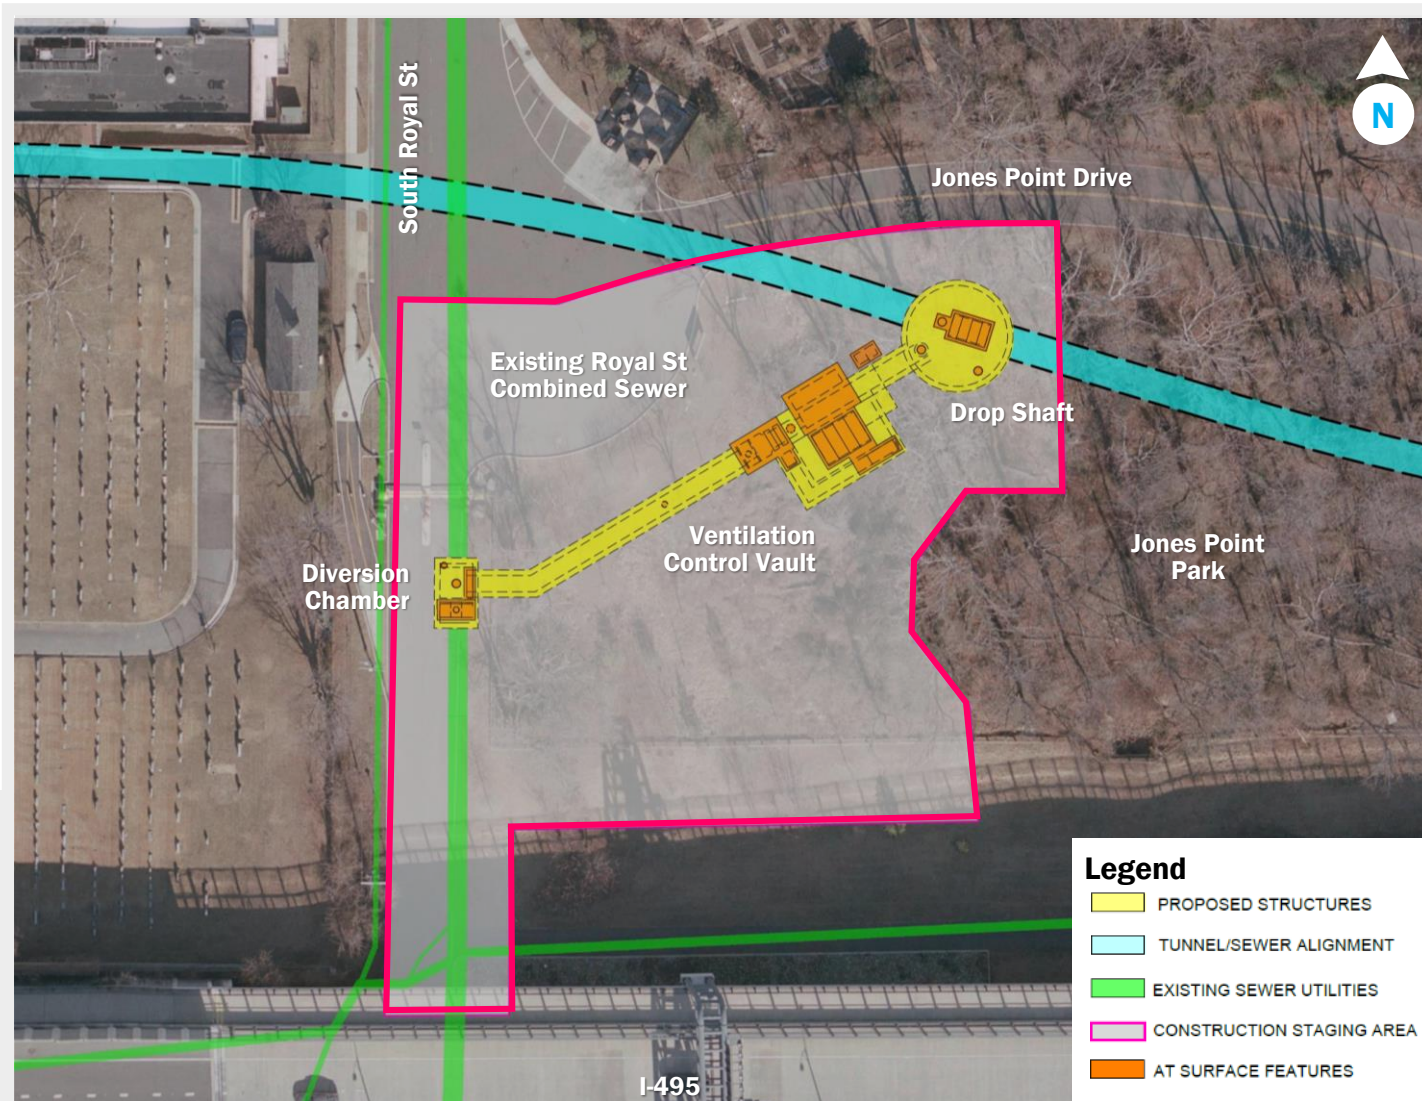 N
South Royal St
Jones Point Drive
Existing Royal St
Combined Sewer
Drop Shaft
Ventilation
Control Vault
Jones Point
Park
Diversion
Chamber
I-495
Legend
PROPOSED STRUCTURES
TUNNEL/SEWER ALIGNMENT
EXISTING SEWER UTILITIES
CONSTRUCTION STAGING AREA
AT SURFACE FEATURES